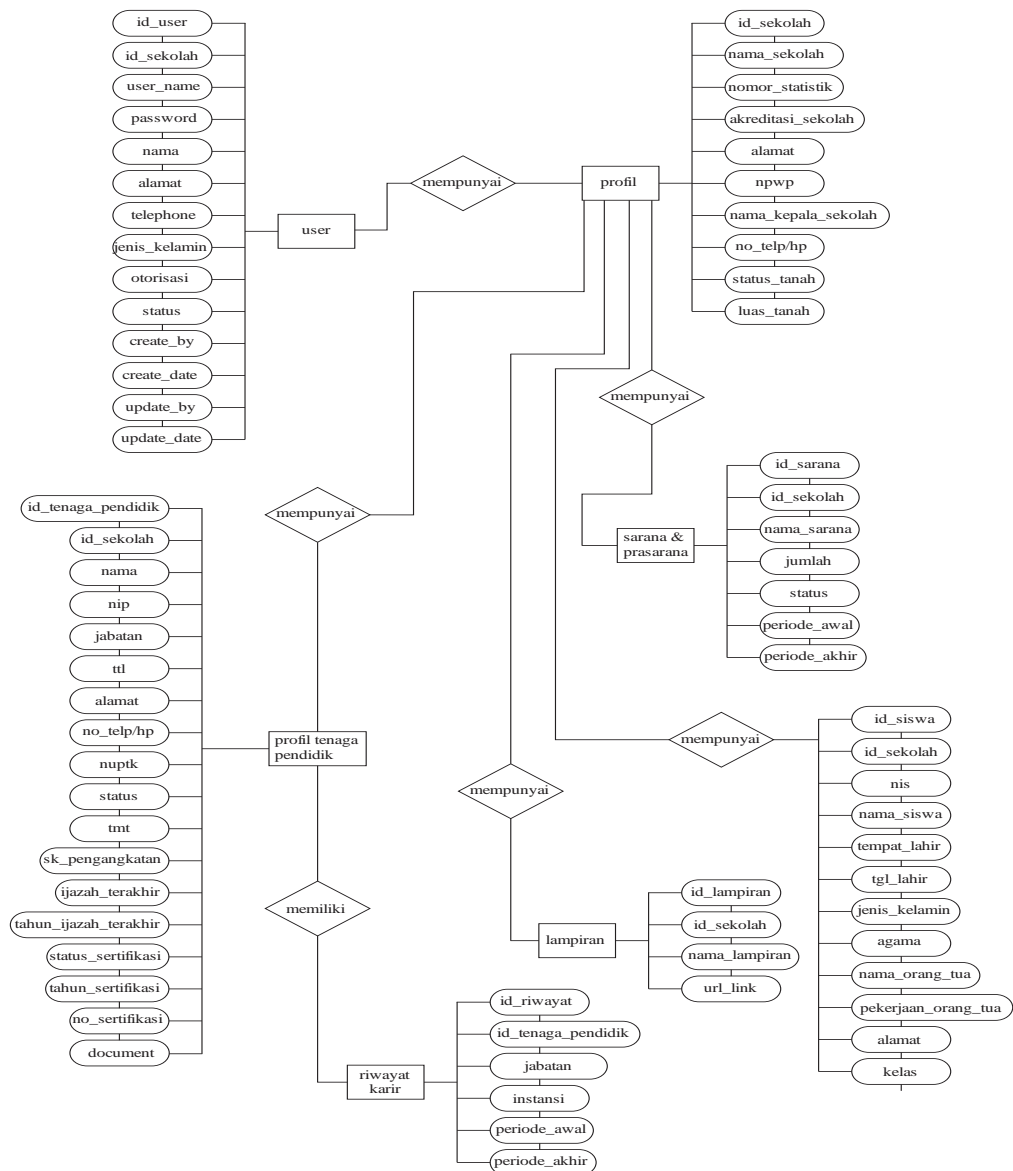 id_user
id_sekolah
user_name
password
nama
alamat
telephone
jenis_kelamin
otorisasi
status
create_by
create_date
update_by
update_date
user
mempunyai
profil
id_sekolah
nama_sekolah
nomor_statistik
akreditasi_sekolah
alamat
npwp
nama_kepala_sekolah
no_telp/hp
status_tanah
luas_tanah
mempunyai
sarana &
prasarana
id_sarana
id_sekolah
nama_sarana
jumlah
status
periode_awal
periode_akhir
id_tenaga_pendidik
id_sekolah
nama
nip
jabatan
ttl
alamat
no_telp/hp
nuptk
status
tmt
sk_pengangkatan
ijazah_terakhir
tahun_ijazah_terakhir
status_sertifikasi
tahun_sertifikasi
no_sertifikasi
document
mempunyai
profil tenaga
pendidik
memiliki
riwayat
karir
id_riwayat
id_tenaga_pendidik
jabatan
instansi
periode_awal
periode_akhir
mempunyai
lampiran
id_lampiran
id_sekolah
nama_lampiran
url_link
mempunyai
id_siswa
id_sekolah
nis
nama_siswa
tempat_lahir
tgl_lahir
jenis_kelamin
agama
nama_orang_tua
pekerjaan_orang_tua
alamat
kelas